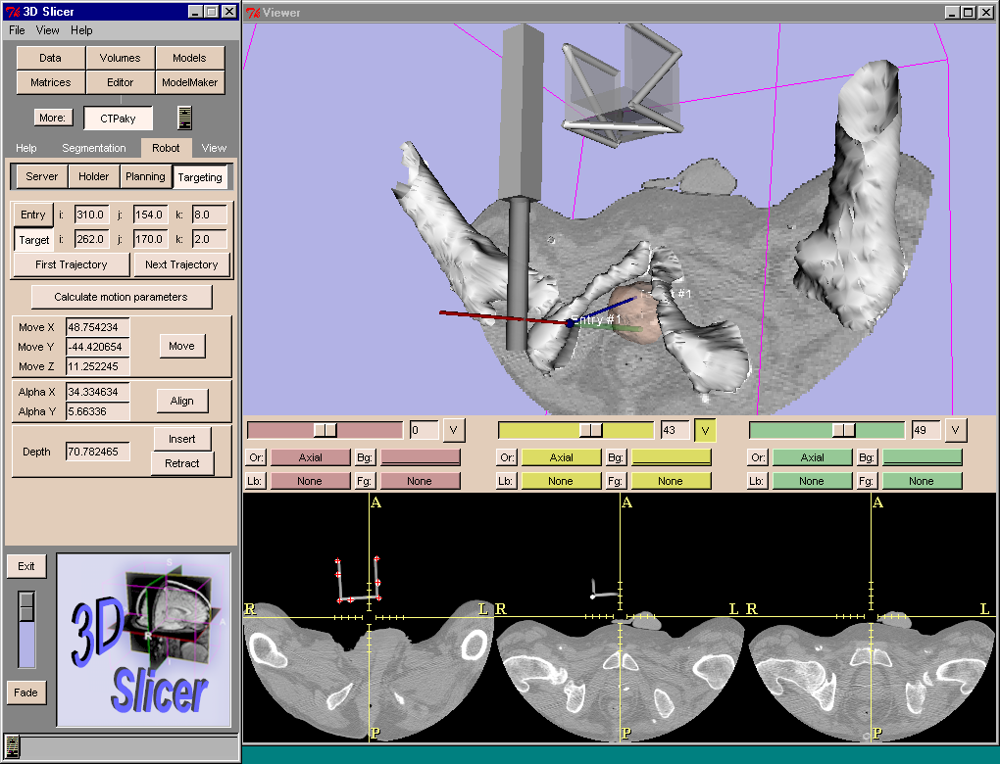 3D Slicer
File View Help
Data Volumes Models
Matrices Editor ModelMaker
More: CTPaky
Help Segmentation Robot View
Server Holder Planning Targeting
Entry i: 310.0 j: 154.0 k: 8.0
Target i: 262.0 j: 170.0 k: 2.0
First Trajectory Next Trajectory
Calculate motion parameters
Move X 48.754234
Move Y -44.420654
Move Z 11.252245
Move
Alpha X 34.334634
Alpha Y 5.66336
Align
Depth 70.782465
Insert
Retract
Exit
Fade
S
A
R
3D
Slicer
Viewer
#1
Entry #1
0 V 43 V 49 V
Or: Axial Bg: Or: Axial Bg: Or: Axial Bg:
Lb: None Fg: None Lb: None Fg: None Lb: None Fg: None
A A A
R L R L R L
P P P